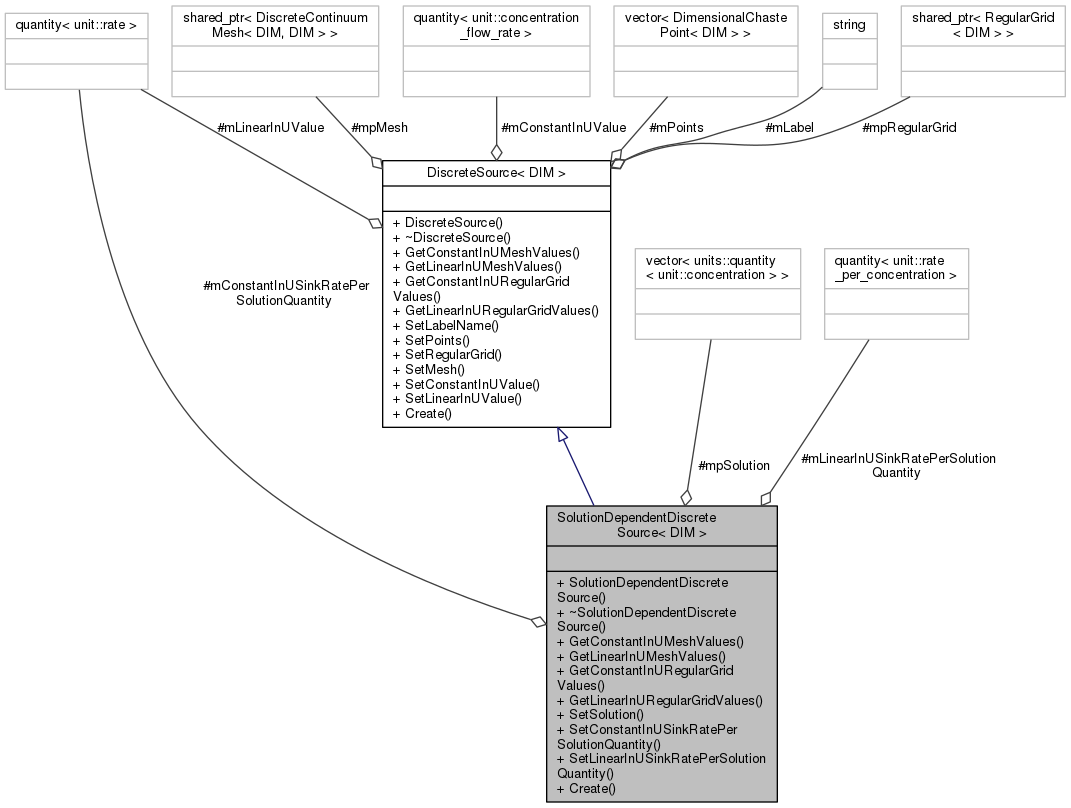 quantity< unit::rate >
shared_ptr< DiscreteContinuum
Mesh< DIM, DIM > >
quantity< unit::concentration
_flow_rate >
vector< DimensionalChaste
Point< DIM > >
string
shared_ptr< RegularGrid
< DIM > >
#mLinearInUValue
#mpMesh
#mConstantInUValue
#mPoints
#mLabel
#mpRegularGrid
DiscreteSource< DIM >
+ DiscreteSource()
+ ~DiscreteSource()
+ GetConstantInUMeshValues()
+ GetLinearInUMeshValues()
+ GetConstantInURegularGrid
Values()
+ GetLinearInURegularGridValues()
+ SetLabelName()
+ SetPoints()
+ SetRegularGrid()
+ SetMesh()
+ SetConstantInUValue()
+ SetLinearInUValue()
+ Create()
#mConstantInUSinkRatePer
SolutionQuantity
vector< units::quantity
< unit::concentration > >
quantity< unit::rate
_per_concentration >
#mpSolution
#mLinearInUSinkRatePerSolution
Quantity
SolutionDependentDiscrete
Source< DIM >
+ SolutionDependentDiscrete
Source()
+ ~SolutionDependentDiscrete
Source()
+ GetConstantInUMeshValues()
+ GetLinearInUMeshValues()
+ GetConstantInURegularGrid
Values()
+ GetLinearInURegularGridValues()
+ SetSolution()
+ SetConstantInUSinkRatePer
SolutionQuantity()
+ SetLinearInUSinkRatePerSolution
Quantity()
+ Create()